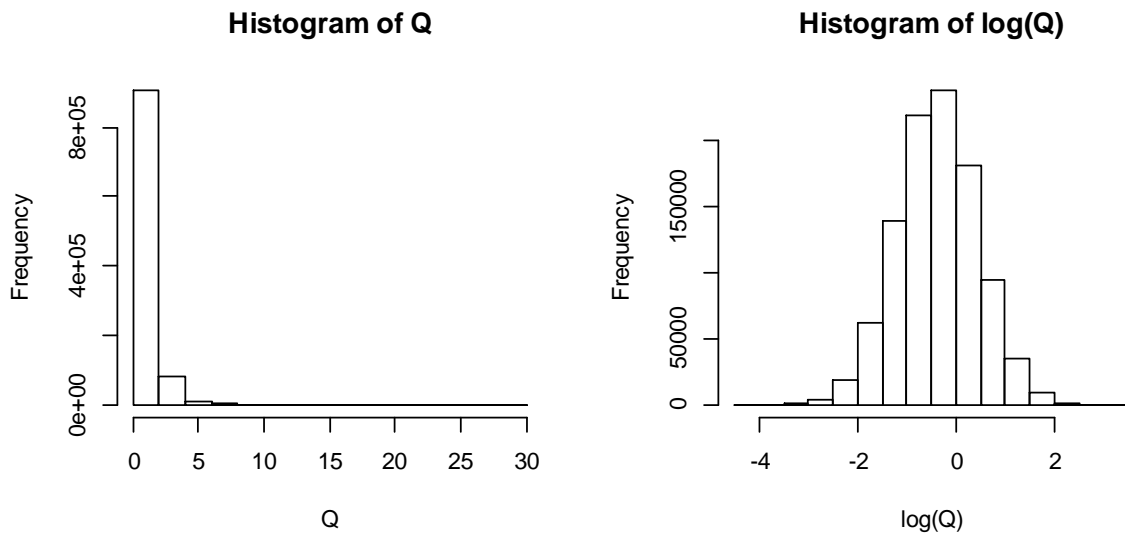 Histogram of Q
Frequency
0e+00
4e+05
8e+05
0
5
10
15
20
25
30
Q
Histogram of log(Q)
Frequency
0
50000
150000
-4
-2
0
2
log(Q)